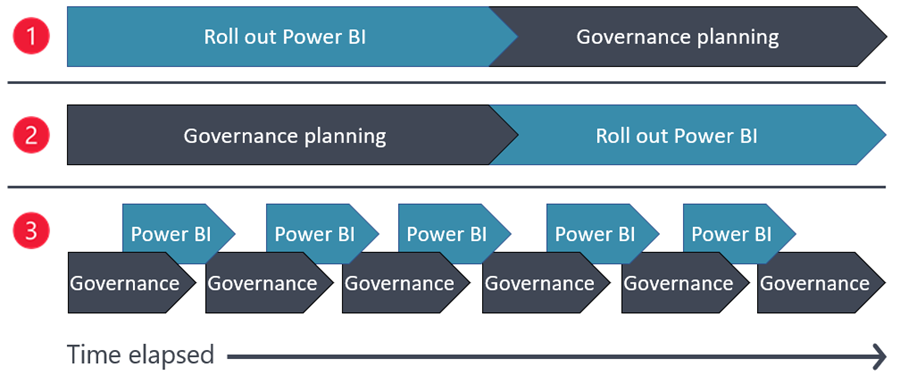 1
Roll out Power BI
Governance planning
2
Governance planning
Roll out Power BI
3
Power BI
Power BI
Power BI
Power BI
Power BI
Governance
Governance
Governance
Governance
Governance
Governance
Time elapsed